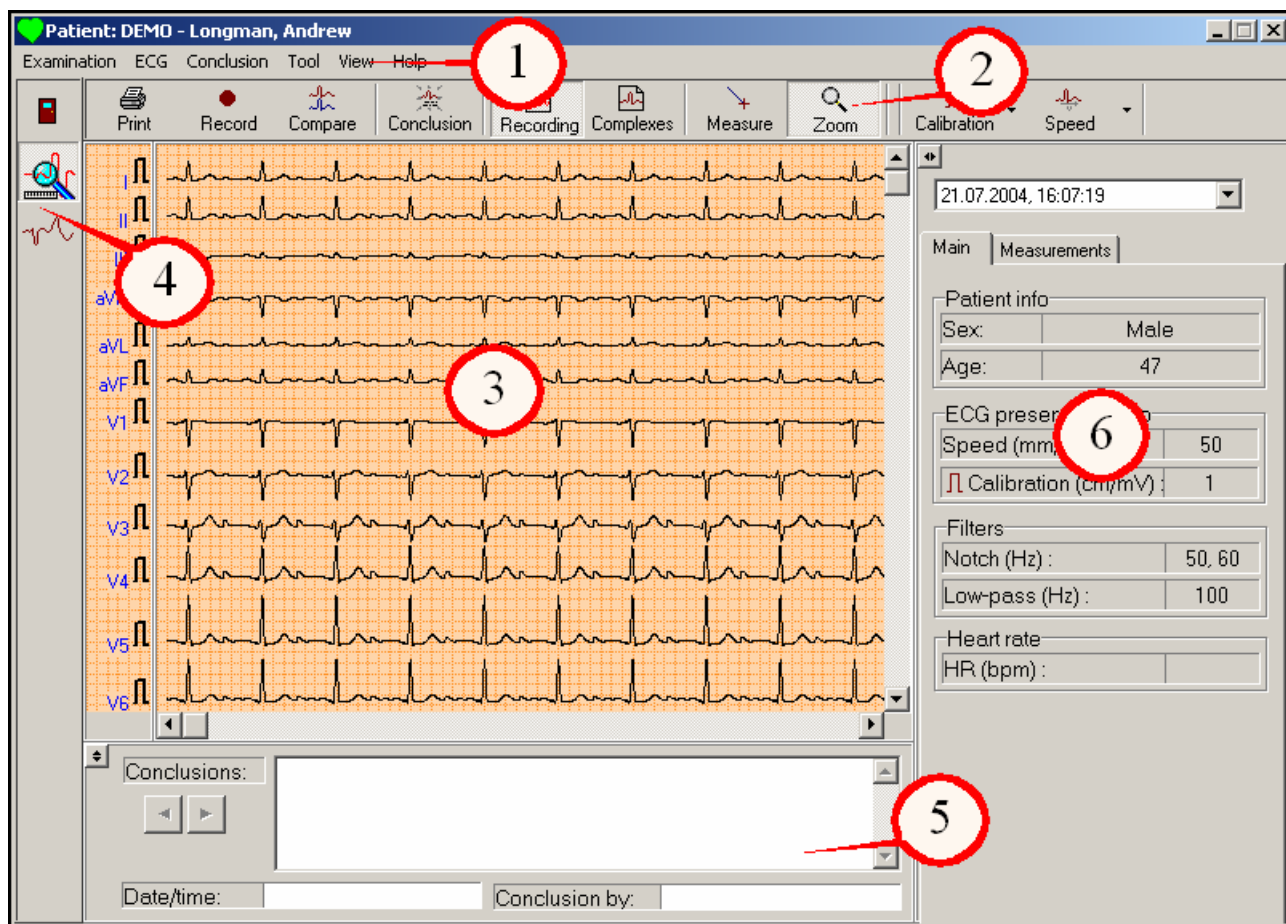 Patient: DEMO - Longman, Andrew
Examination ECG Conclusion Tool View Help
1
2
Print Record Compare Conclusion Recording Complexes Measure Zoom Calibration Speed
21.07.2004, 16:07:19
Main Measurements
Patient info
Sex: Male
Age: 47
ECG
Speed 50
Calibration (cm/mV) : 1
Filters
Notch (Hz) : 50, 60
Low-pass (Hz) : 100
Heart rate
HR (bpm) :
6
I
II
4
aVL
aVF
3
V1
V2
V3
V4
V5
V6
Conclusions:
5
Date/time:
Conclusion by: